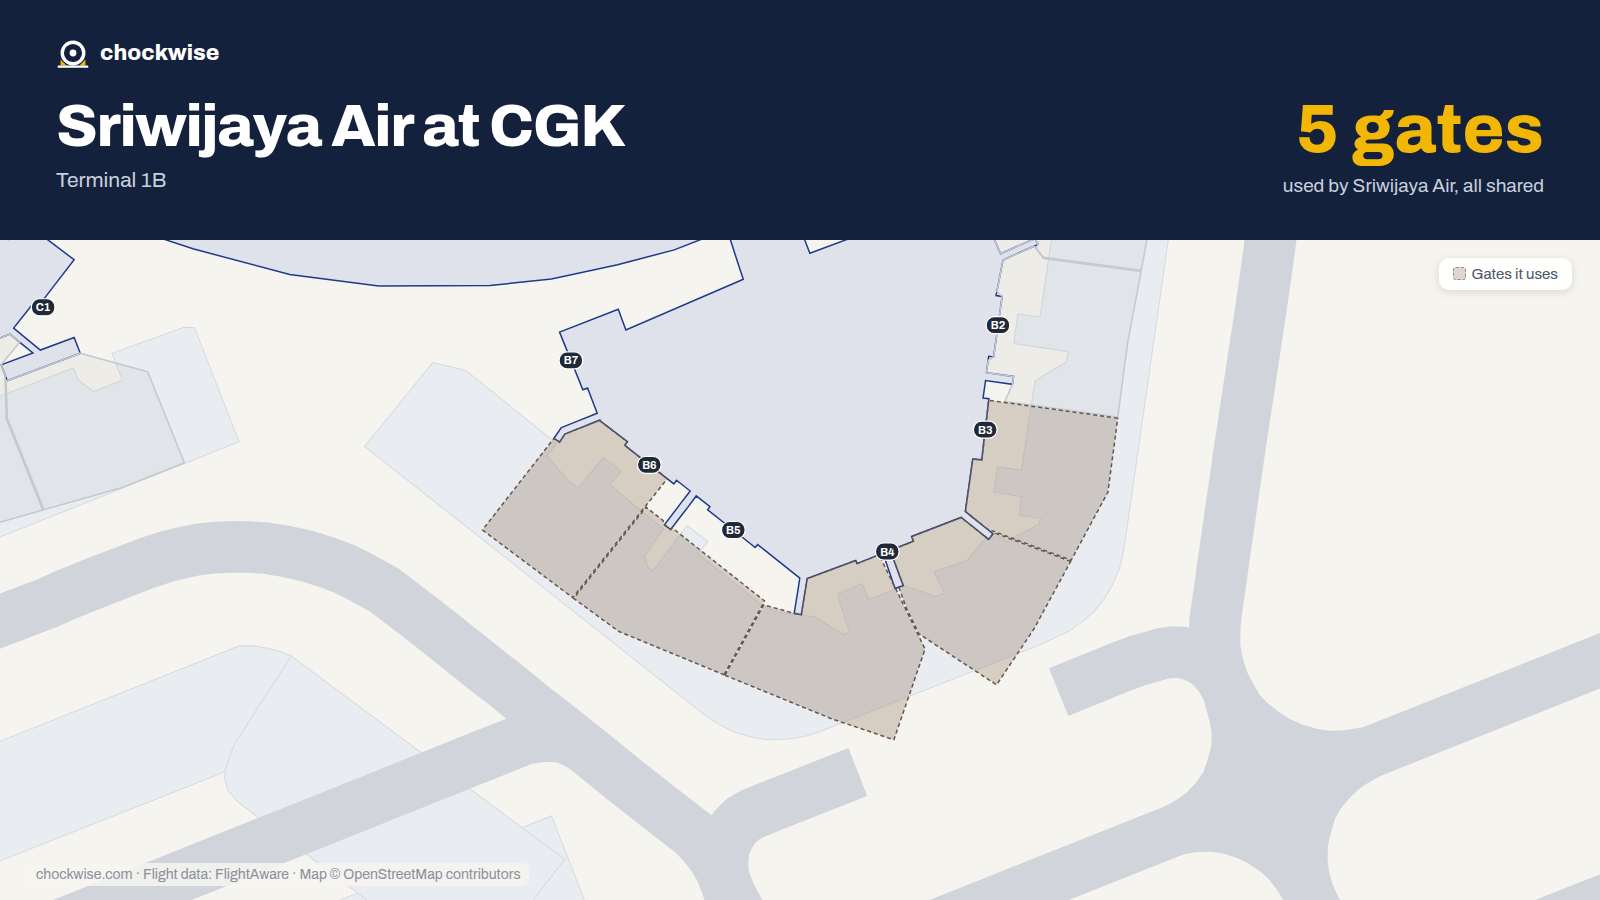 chockwise
Sriwijaya Air at CGK
Terminal 1B
5 gates
used by Sriwijaya Air, all shared
Gates it uses
C1
B2
B7
B3
B6
B5
B4
chockwise.com · Flight data: FlightAware · Map © OpenStreetMap contributors